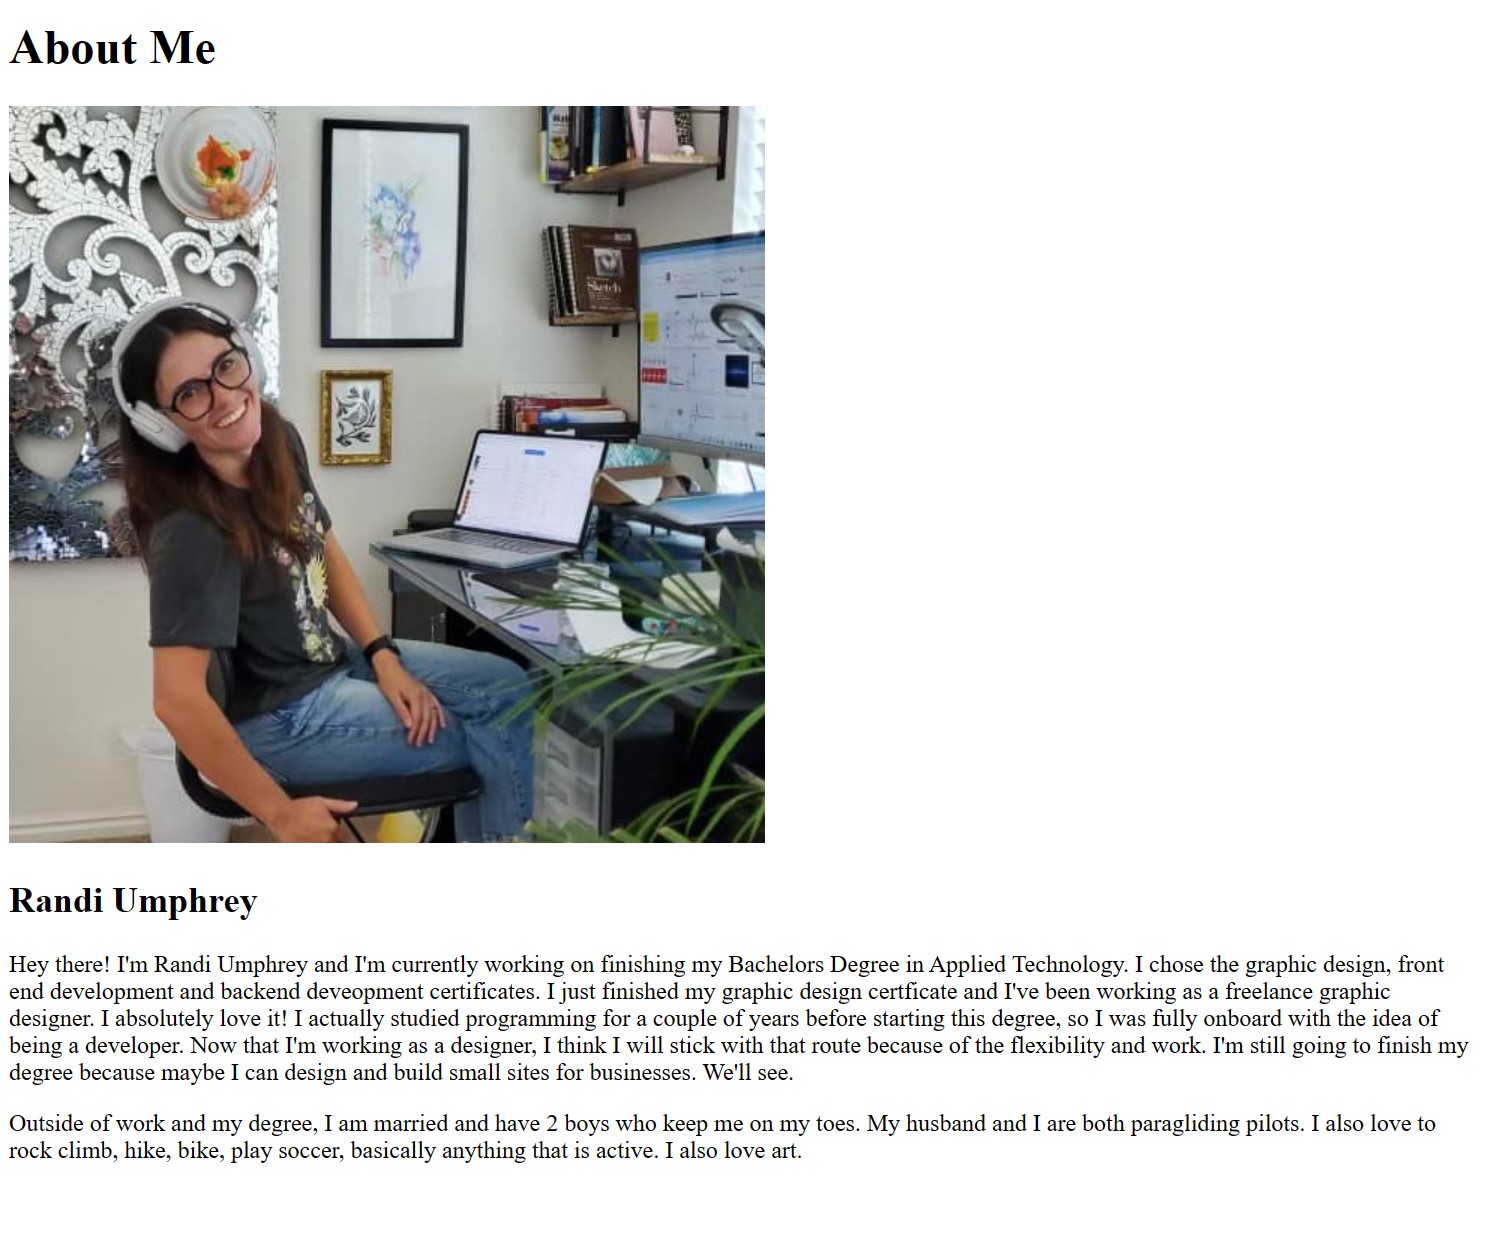 About Me
Sketch
Randi Umphrey
Hey there! I'm Randi Umphrey and I'm currently working on finishing my Bachelors Degree in Applied Technology. I chose the graphic design, front
end development and backend deveopment certificates. I just finished my graphic design certficate and I've been working as a freelance graphic
designer. I absolutely love it! I actually studied programming for a couple of years before starting this degree, so I was fully onboard with the idea of
being a developer. Now that I'm working as a designer, I think I will stick with that route because of the flexibility and work. I'm still going to finish my
degree because maybe I can design and build small sites for businesses. We'll see.
Outside of work and my degree, I am married and have 2 boys who keep me on my toes. My husband and I are both paragliding pilots. I also love to
rock climb, hike, bike, play soccer, basically anything that is active. I also love art.